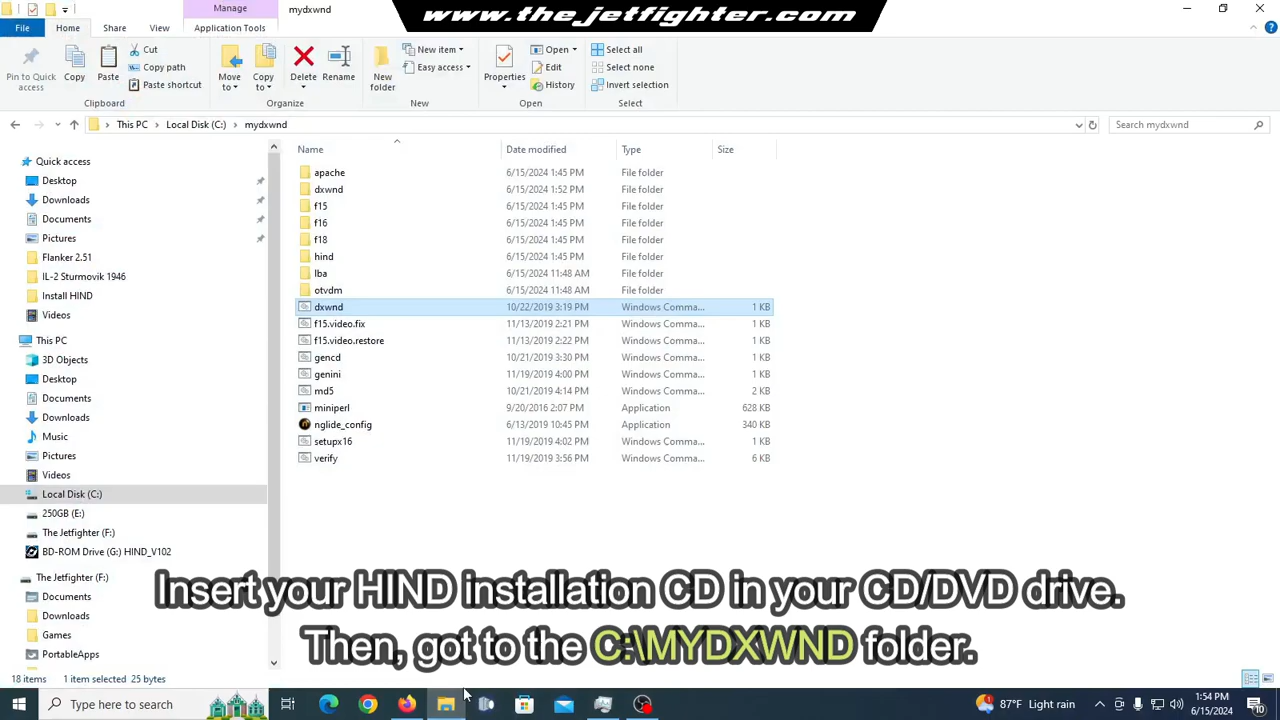 Manage
mydxwnd
www.thejetfighter.com
File
Home
Share
View
Application Tools
Pin to Quick access
Copy
Paste
Cut
Copy path
Paste shortcut
Clipboard
Move to
Copy to
Delete
Rename
Organize
New folder
New item
Easy access
New
Properties
Open
Edit
History
Open
Select all
Select none
Invert selection
Select
This PC > Local Disk (C:) > mydxwnd
Search mydxwnd
Name Date modified Type Size
apache 6/15/2024 1:45 PM File folder
dxwnd 6/15/2024 1:52 PM File folder
f15 6/15/2024 1:45 PM File folder
f16 6/15/2024 1:45 PM File folder
f18 6/15/2024 1:45 PM File folder
hind 6/15/2024 1:45 PM File folder
lba 6/15/2024 11:48 AM File folder
otvdm 6/15/2024 11:48 AM File folder
dxwnd 10/22/2019 3:19 PM Windows Comma... 1 KB
f15.video.fix 11/13/2019 2:21 PM Windows Comma... 1 KB
f15.video.restore 11/13/2019 2:22 PM Windows Comma... 1 KB
gencd 10/21/2019 3:30 PM Windows Comma... 1 KB
genini 11/19/2019 4:00 PM Windows Comma... 1 KB
md5 10/21/2019 4:14 PM Windows Comma... 2 KB
miniperl 9/20/2016 2:07 PM Application 628 KB
nglide_config 6/13/2019 10:45 PM Application 340 KB
setupx16 11/19/2019 4:02 PM Windows Comma... 1 KB
verify 11/19/2019 3:56 PM Windows Comma... 6 KB
Quick access
Desktop
Downloads
Documents
Pictures
Flanker 2.51
IL-2 Sturmovik 1946
Install HIND
Videos
This PC
3D Objects
Desktop
Documents
Downloads
Music
Pictures
Videos
Local Disk (C:)
250GB (E:)
The Jetfighter (F:)
BD-ROM Drive (G:) HIND_V102
The Jetfighter (F:)
Documents
Downloads
Games
PortableApps
Insert your HIND installation CD in your CD/DVD drive.
Then, got to the C:\MYDXWND folder.
18 items
1 item selected 25 bytes
Type here to search
87°F Light rain
1:54 PM
6/15/2024
10